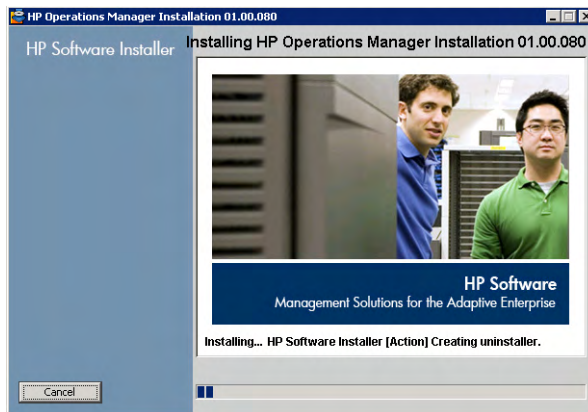 HP Operations Manager Installation 01.00.080
HP Software Installer
Installing HP Operations Manager Installation 01.00.080
HP Software
Management Solutions for the Adaptive Enterprise
Installing... HP Software Installer [Action] Creating uninstaller.
Cancel